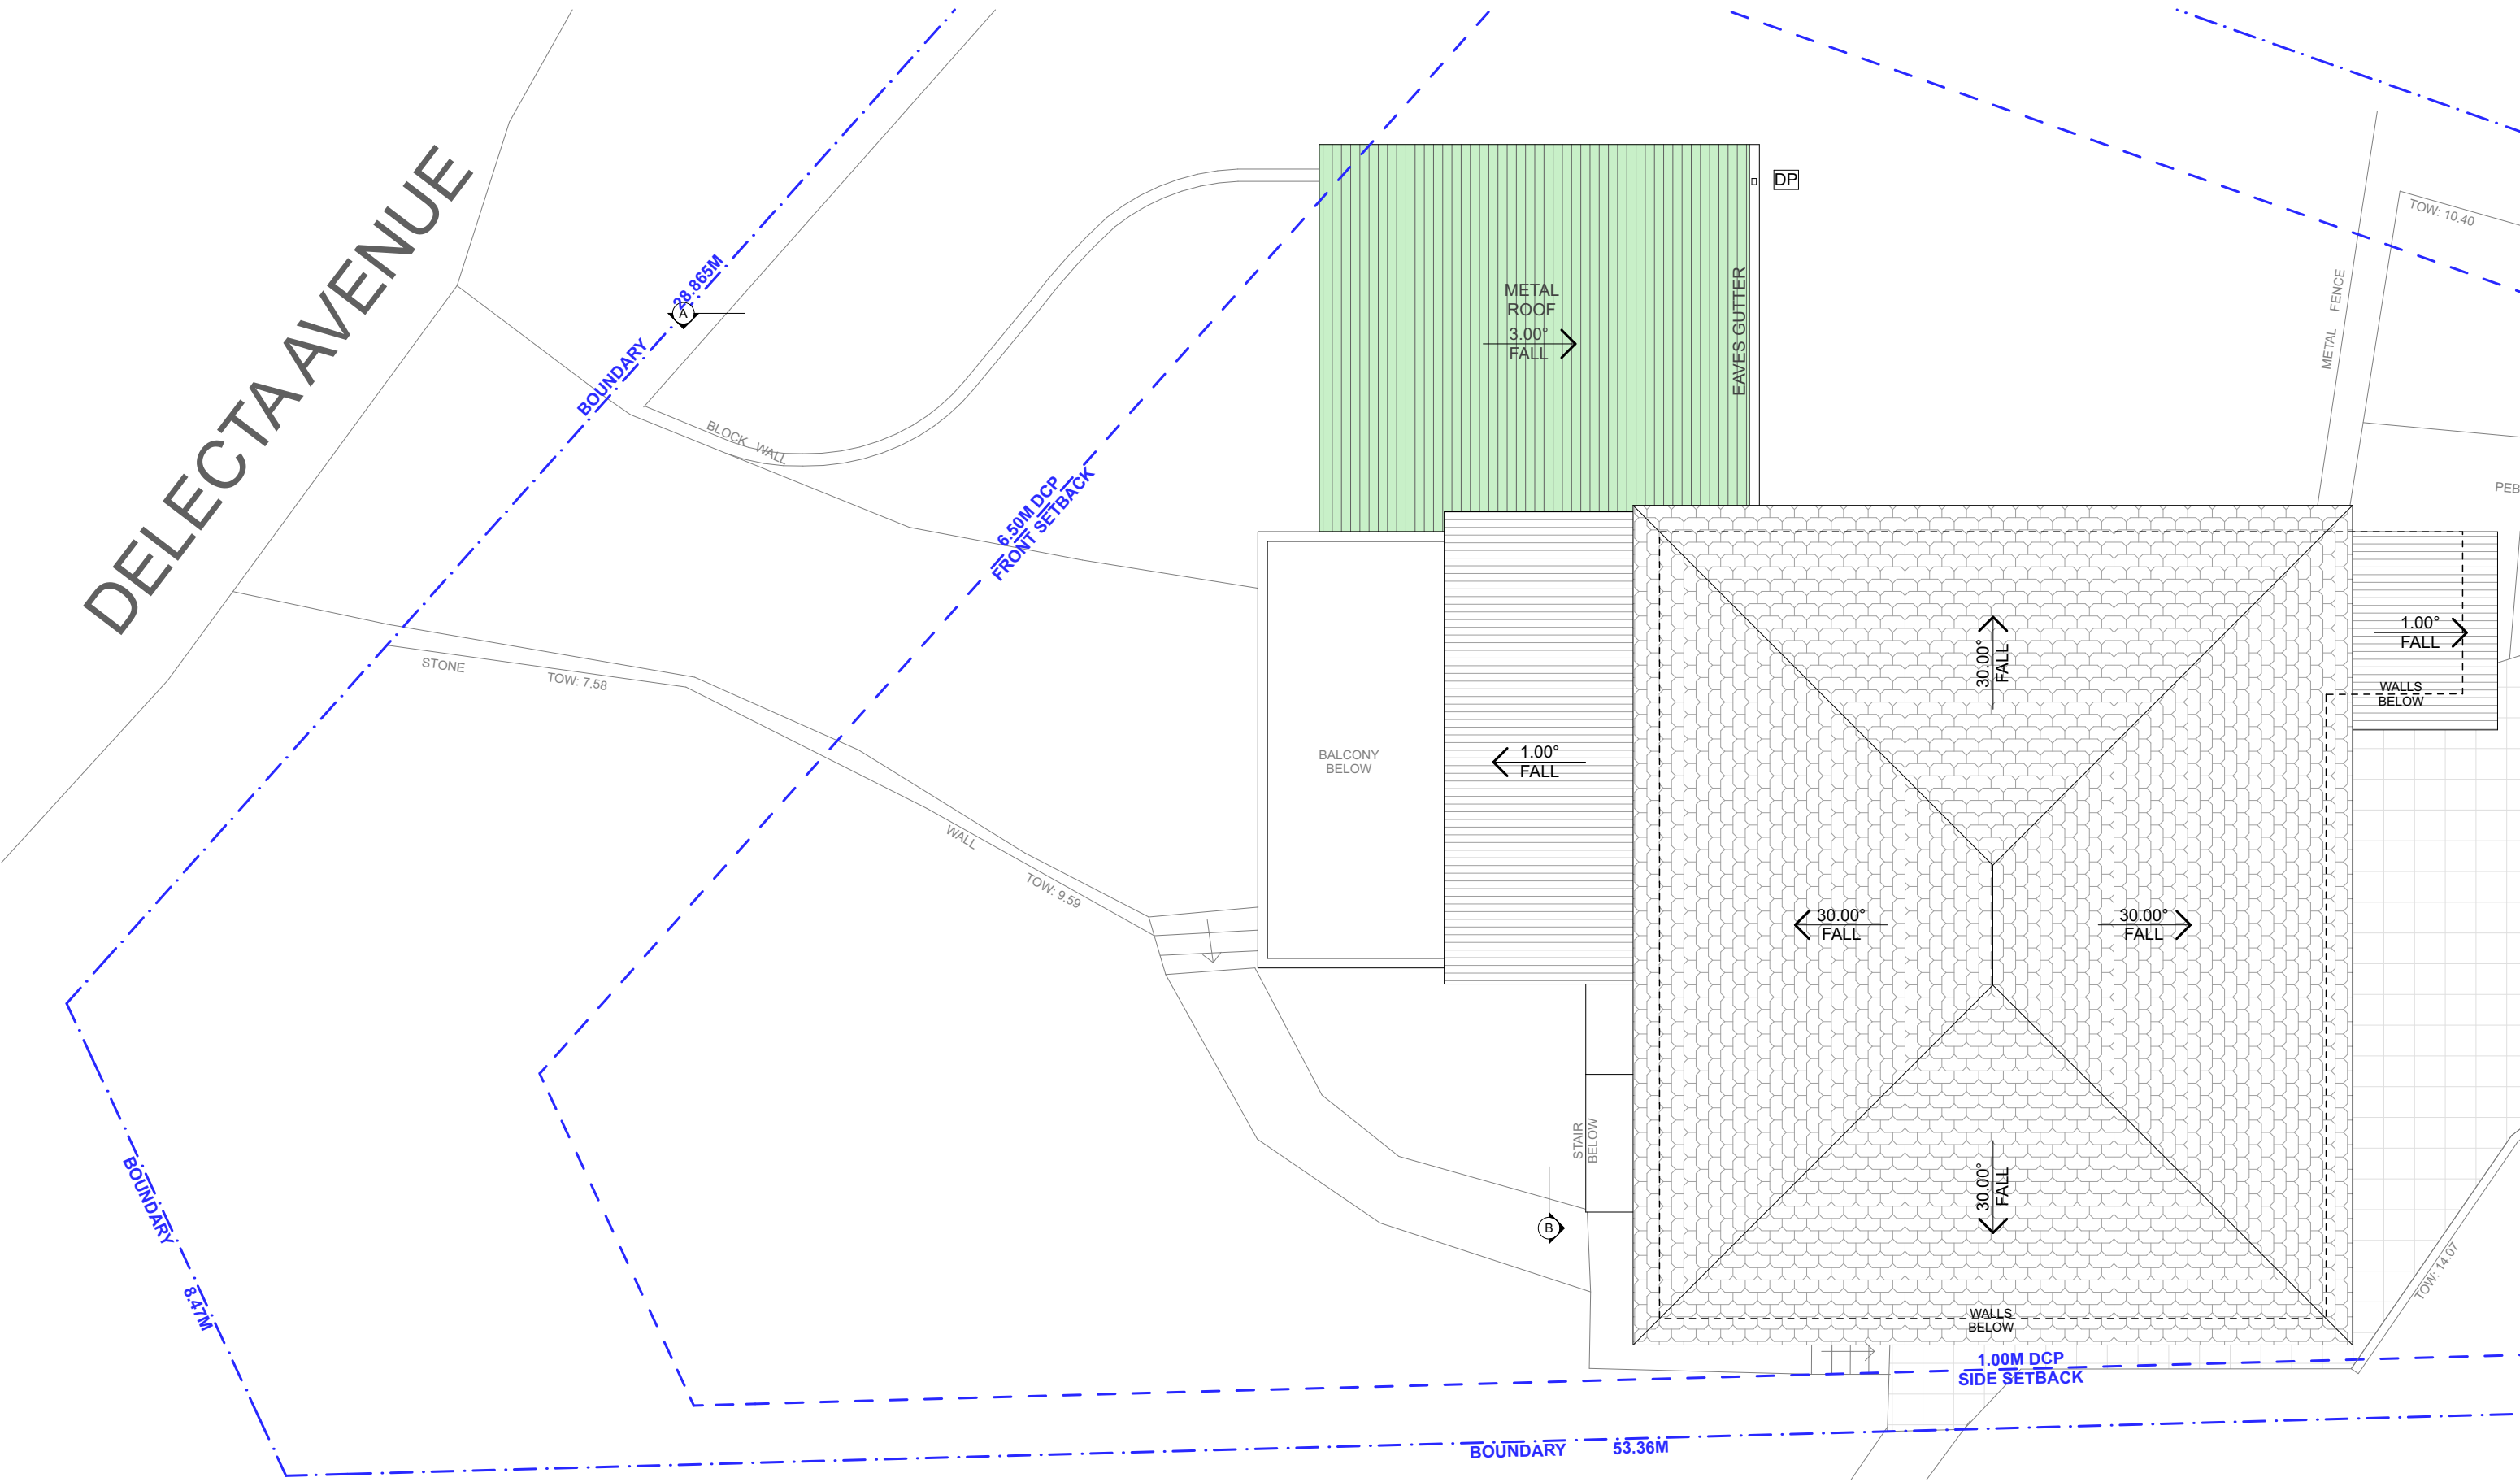 DELECTA AVENUE
28.865M
A
BOUNDARY
BLOCK WALL
6.50M DCP
FRONT SETBACK
METAL
ROOF
3.00°
FALL
EAVES GUTTER
DP
TOW: 10.40
METAL FENCE
PEB
STONE
TOW: 7.58
WALL
TOW: 9.59
BALCONY
BELOW
1.00°
FALL
30.00°
FALL
1.00°
FALL
WALLS
BELOW
30.00°
FALL
30.00°
FALL
30.00°
FALL
STAIR
BELOW
B
WALLS
BELOW
TOW: 14.07
1.00M DCP
SIDE SETBACK
BOUNDARY
8.47M
BOUNDARY 53.36M